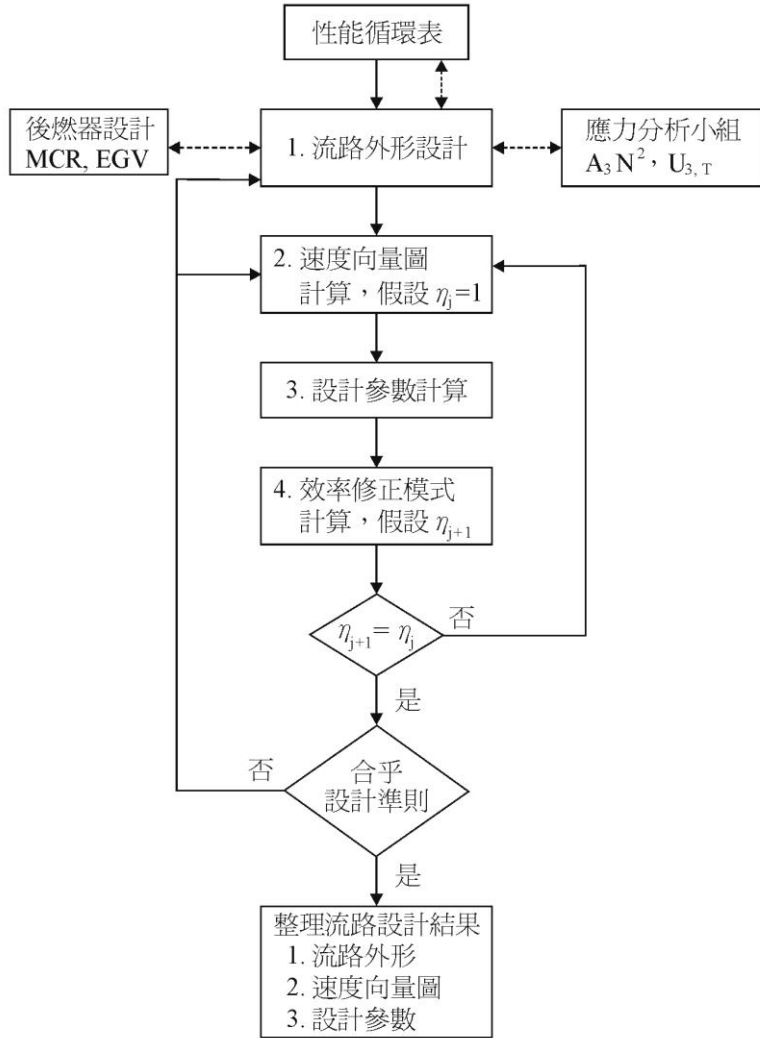 性能循環表
後燃器設計
MCR, EGV
1. 流路外形設計
應力分析小組
A₃ N²，U₃, T
2. 速度向量圖
計算，假設 ηⱼ=1
3. 設計參數計算
4. 效率修正模式
計算，假設 ηⱼ₊₁
ηⱼ₊₁= ηⱼ
否
是
否
合乎
設計準則
是
整理流路設計結果
1. 流路外形
2. 速度向量圖
3. 設計參數